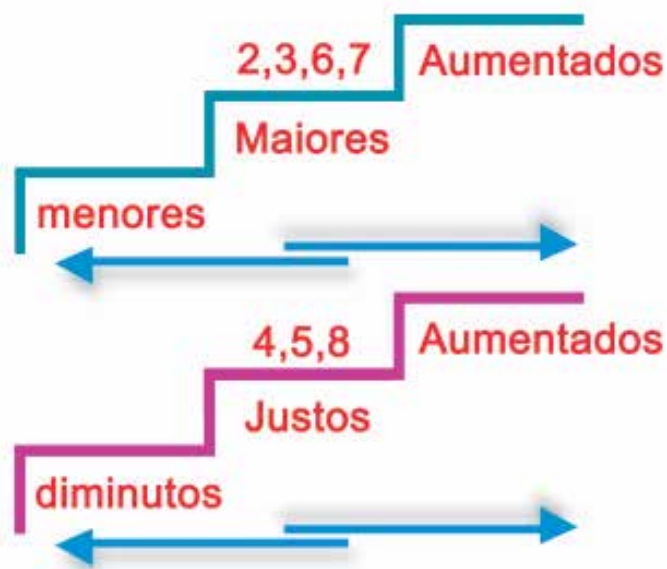 2,3,6,7 Aumentados
Maiores
menores
4,5,8 Aumentados
Justos
diminutos